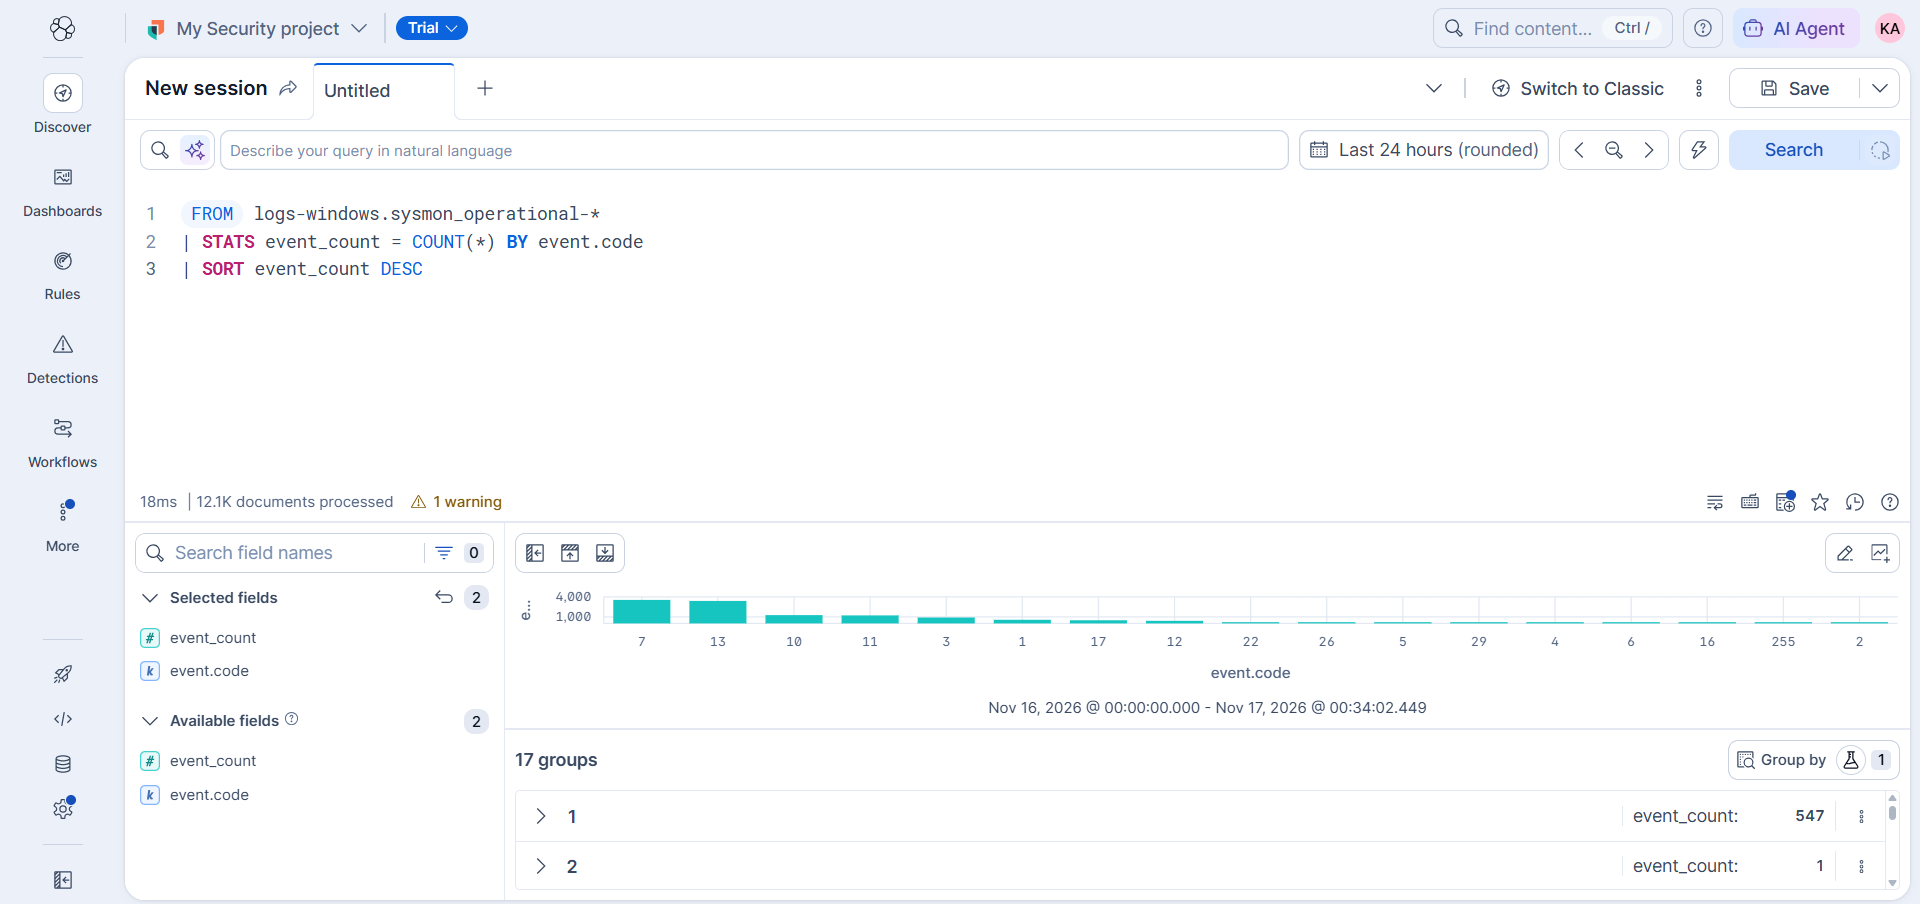 My Security project
Trial
Find content... Ctrl /
AI Agent
KA
New session
Untitled
Switch to Classic
Save
Discover
Dashboards
Rules
Detections
Workflows
More
Describe your query in natural language
Last 24 hours (rounded)
Search
1 FROM logs-windows.sysmon_operational-*
2 | STATS event_count = COUNT(*) BY event.code
3 | SORT event_count DESC
18ms | 12.1K documents processed 1 warning
Search field names 0
Selected fields 2
# event_count
k event.code
Available fields 2
# event_count
k event.code
e...
4,000
1,000
7 13 10 11 3 1 17 12 22 26 5 29 4 6 16 255 2
event.code
Nov 16, 2026 @ 00:00:00.000 - Nov 17, 2026 @ 00:34:02.449
17 groups
Group by 1
1 event_count: 547
2 event_count: 1